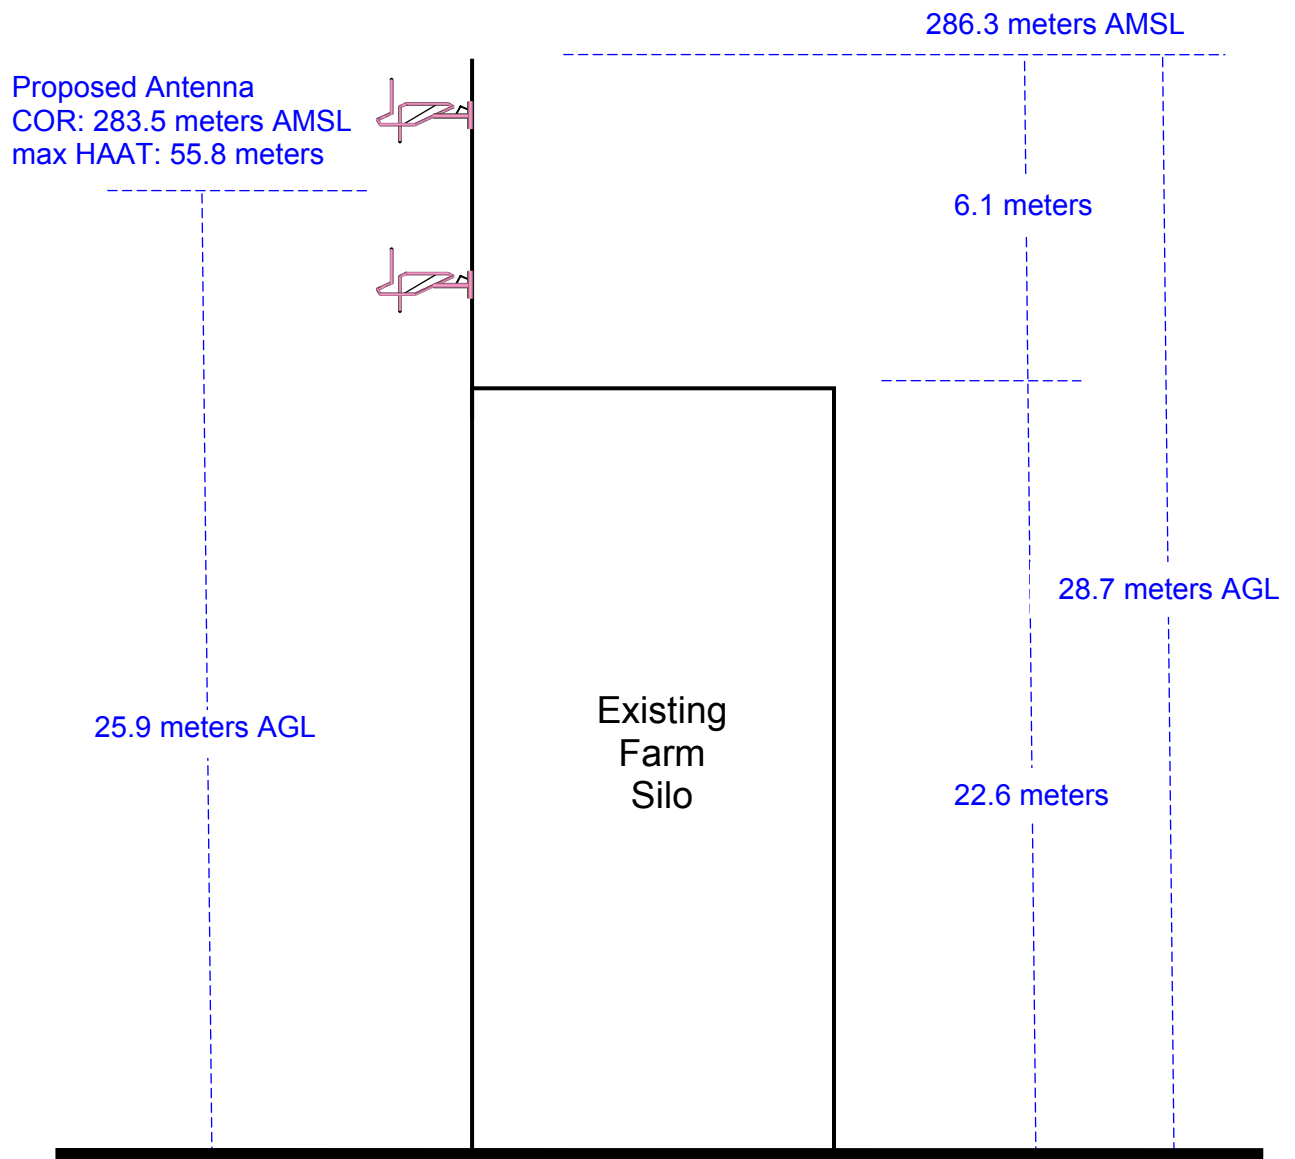 286.3 meters AMSL
Proposed Antenna
COR: 283.5 meters AMSL
max HAAT: 55.8 meters
6.1 meters
28.7 meters AGL
Existing
Farm
Silo
25.9 meters AGL
22.6 meters